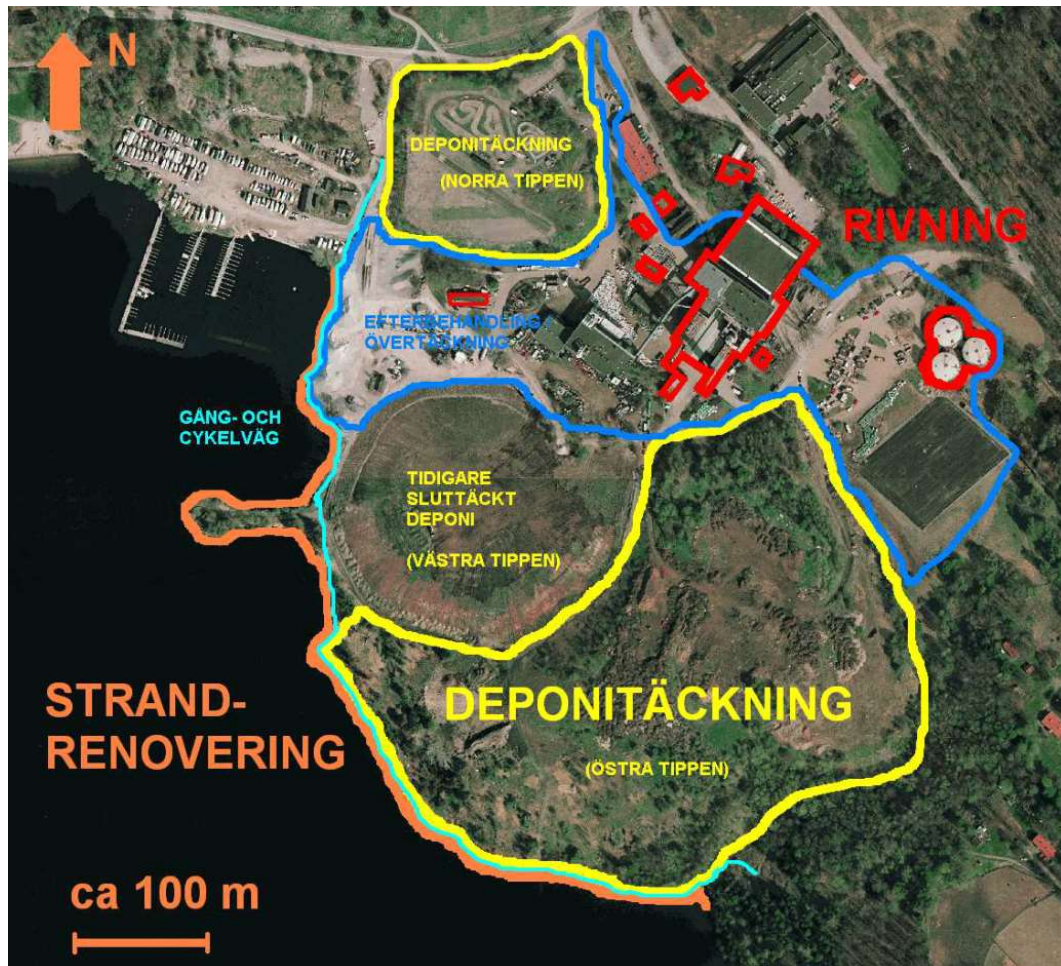 N
DEPONITÄCKNING
(NORRA TIPPEN)
RIVNING
EFTERBEHANDLING /
ÖVERTÄCKNING
GÅNG- OCH
CYKELVÄG
TIDIGARE
SLUTTÄCKT
DEPONI
(VÄSTRA TIPPEN)
STRAND-
RENOVERING
DEPONITÄCKNING
(ÖSTRA TIPPEN)
ca 100 m